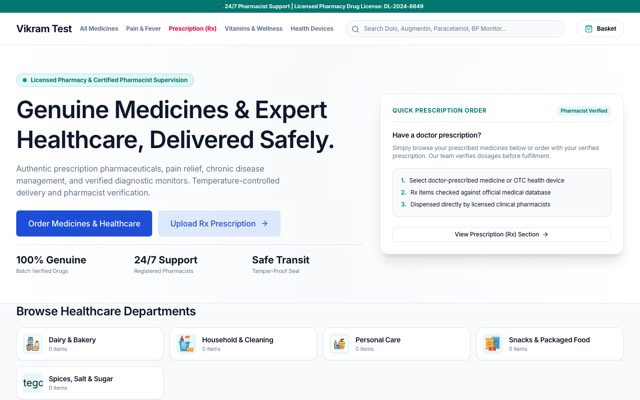 24/7 Pharmacist Support | Licensed Pharmacy Drug License: DL-2024-8849
Vikram Test
All Medicines
Pain & Fever
Prescription (Rx)
Vitamins & Wellness
Health Devices
Search Dolo, Augmentin, Paracetamol, BP Monitor...
Basket
Licensed Pharmacy & Certified Pharmacist Supervision
Genuine Medicines & Expert
Healthcare, Delivered Safely.
Authentic prescription pharmaceuticals, pain relief, chronic disease
management, and verified diagnostic monitors. Temperature-controlled
delivery and pharmacist verification.
Order Medicines & Healthcare
Upload Rx Prescription →
100% Genuine
Batch Verified Drugs
24/7 Support
Registered Pharmacists
Safe Transit
Tamper-Proof Seal
QUICK PRESCRIPTION ORDER
Pharmacist Verified
Have a doctor prescription?
Simply browse your prescribed medicines below or order with your verified
prescription. Our team verifies dosages before fulfillment.
1. Select doctor-prescribed medicine or OTC health device
2. Rx items checked against official medical database
3. Dispensed directly by licensed clinical pharmacists
View Prescription (Rx) Section →
Browse Healthcare Departments
Dairy & Bakery
0 items
Household & Cleaning
0 items
Personal Care
0 items
Snacks & Packaged Food
0 items
Spices, Salt & Sugar
0 items